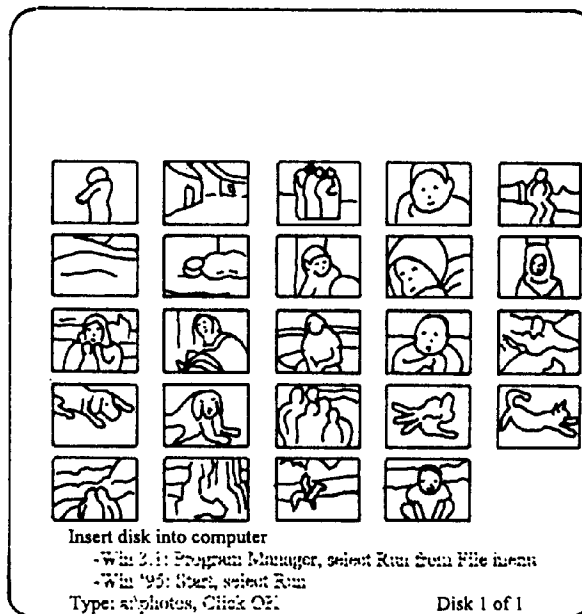 Insert disk into computer
-Win 3.1: Program Manager, select Run from File menu
-Win '95: Start, select Run
Type: a:\photos, Click OK
Disk 1 of 1